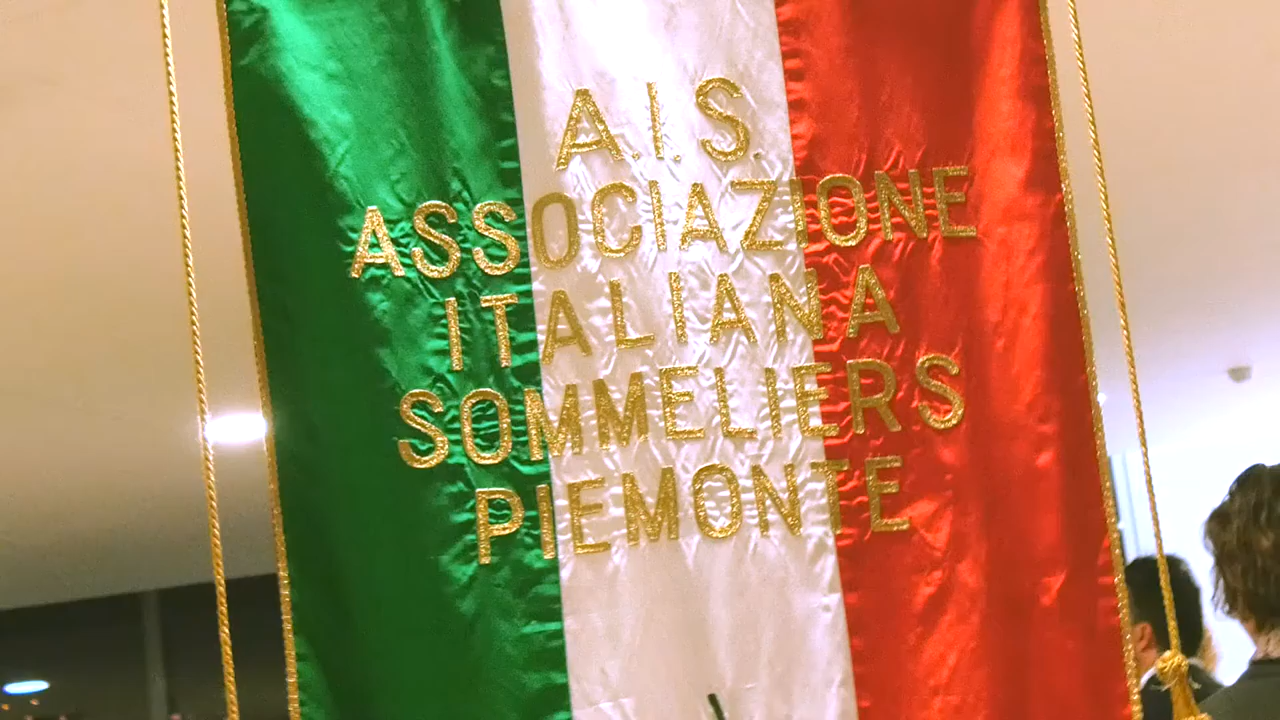 A.I.S.
ASSOCIAZIONE
ITALIANA
SOMMELIERS
PIEMONTE